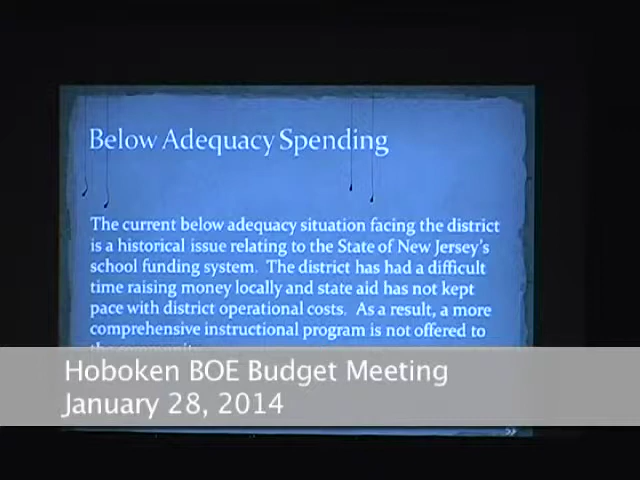 Below Adequacy Spending
The current below adequacy situation facing the district
is a historical issue relating to the State of New Jersey's
school funding system. The district has had a difficult
time raising money locally and state aid has not kept
pace with district operational costs. As a result, a more
comprehensive instructional program is not offered to
Hoboken BOE Budget Meeting
January 28, 2014